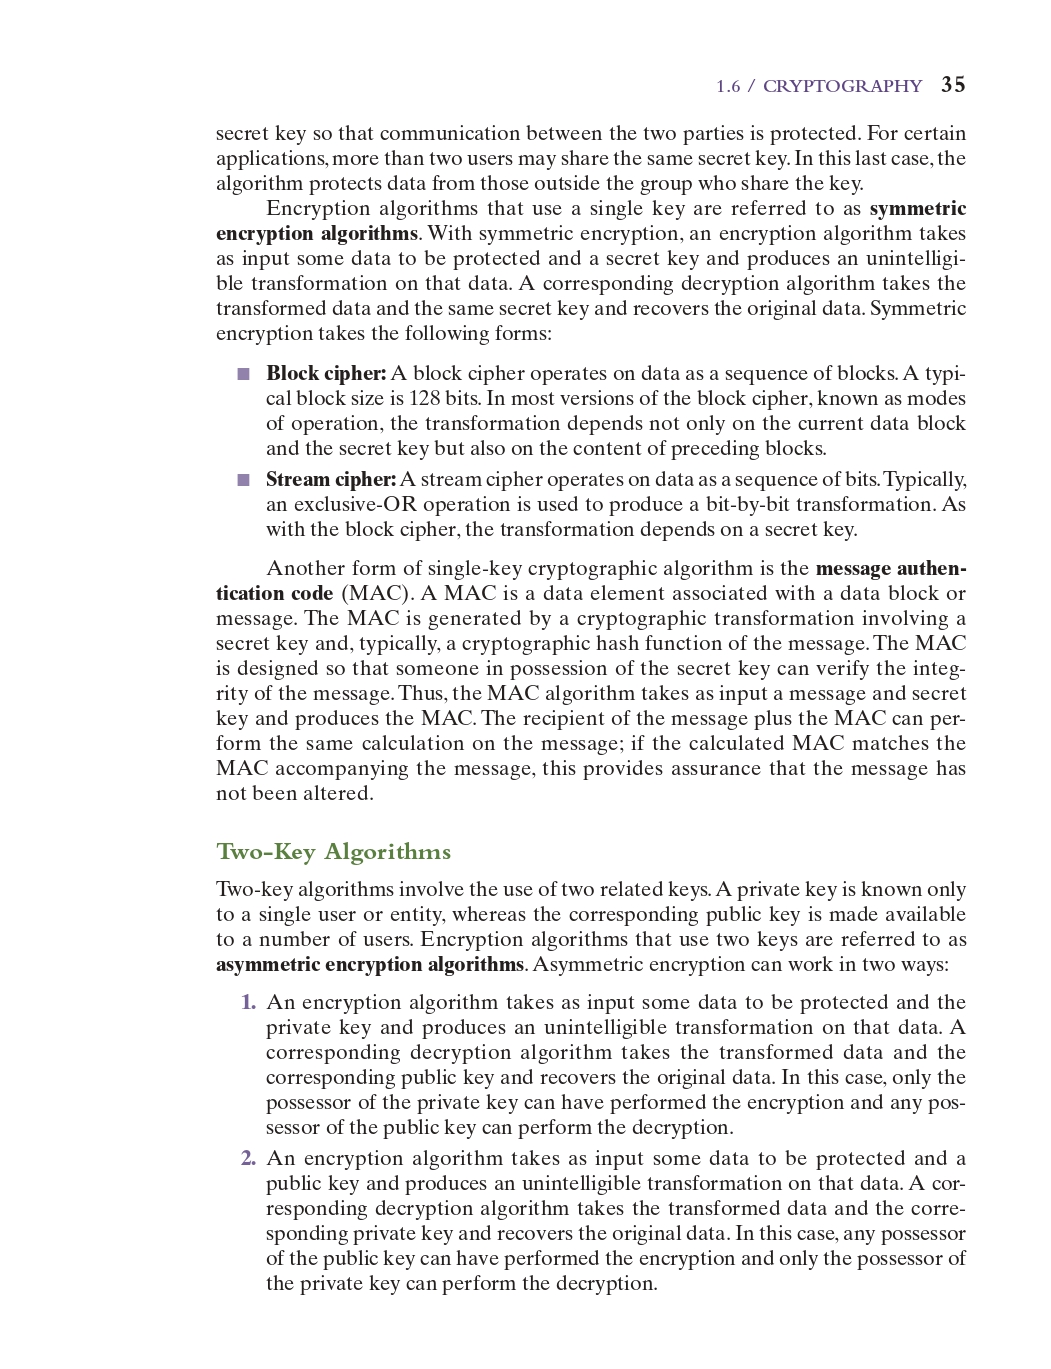 1.6 / CRYPTOGRAPHY 35
secret key so that communication between the two parties is protected. For certain
applications, more than two users may share the same secret key. In this last case, the
algorithm protects data from those outside the group who share the key.
Encryption algorithms that use a single key are referred to as symmetric
encryption algorithms. With symmetric encryption, an encryption algorithm takes
as input some data to be protected and a secret key and produces an unintelligi-
ble transformation on that data. A corresponding decryption algorithm takes the
transformed data and the same secret key and recovers the original data. Symmetric
encryption takes the following forms:
■ Block cipher: A block cipher operates on data as a sequence of blocks. A typi-
cal block size is 128 bits. In most versions of the block cipher, known as modes
of operation, the transformation depends not only on the current data block
and the secret key but also on the content of preceding blocks.
■ Stream cipher: A stream cipher operates on data as a sequence of bits. Typically,
an exclusive-OR operation is used to produce a bit-by-bit transformation. As
with the block cipher, the transformation depends on a secret key.
Another form of single-key cryptographic algorithm is the message authen-
tication code (MAC). A MAC is a data element associated with a data block or
message. The MAC is generated by a cryptographic transformation involving a
secret key and, typically, a cryptographic hash function of the message. The MAC
is designed so that someone in possession of the secret key can verify the integ-
rity of the message. Thus, the MAC algorithm takes as input a message and secret
key and produces the MAC. The recipient of the message plus the MAC can per-
form the same calculation on the message; if the calculated MAC matches the
MAC accompanying the message, this provides assurance that the message has
not been altered.
Two-Key Algorithms
Two-key algorithms involve the use of two related keys. A private key is known only
to a single user or entity, whereas the corresponding public key is made available
to a number of users. Encryption algorithms that use two keys are referred to as
asymmetric encryption algorithms. Asymmetric encryption can work in two ways:
1. An encryption algorithm takes as input some data to be protected and the
private key and produces an unintelligible transformation on that data. A
corresponding decryption algorithm takes the transformed data and the
corresponding public key and recovers the original data. In this case, only the
possessor of the private key can have performed the encryption and any pos-
sessor of the public key can perform the decryption.
2. An encryption algorithm takes as input some data to be protected and a
public key and produces an unintelligible transformation on that data. A cor-
responding decryption algorithm takes the transformed data and the corre-
sponding private key and recovers the original data. In this case, any possessor
of the public key can have performed the encryption and only the possessor of
the private key can perform the decryption.